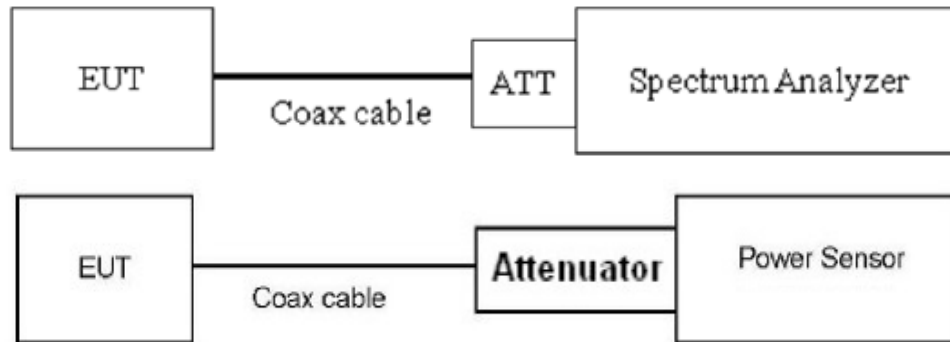 EUT
Coax cable
ATT
Spectrum Analyzer
EUT
Coax cable
Attenuator
Power Sensor